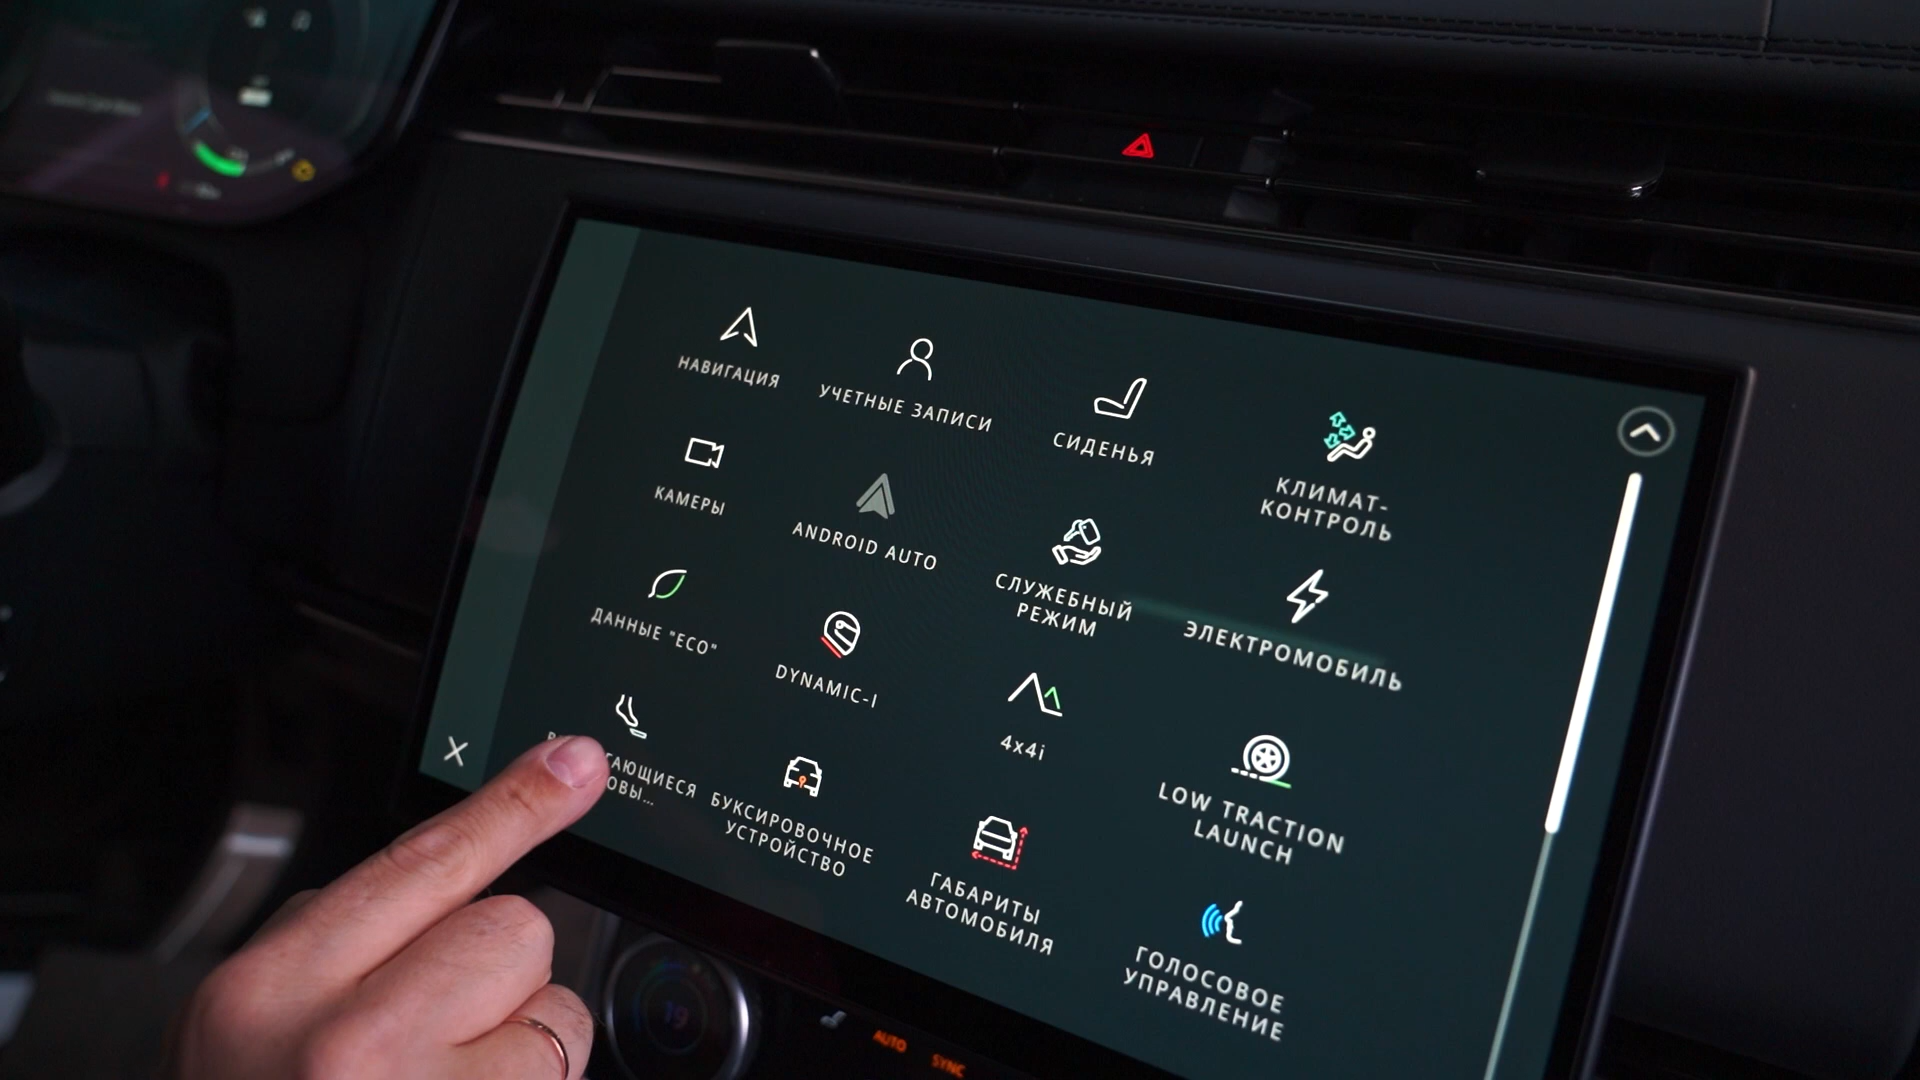 НАВИГАЦИЯ
УЧЕТНЫЕ ЗАПИСИ
СИДЕНЬЯ
КЛИМАТ-
КОНТРОЛЬ
КАМЕРЫ
ANDROID AUTO
СЛУЖЕБНЫЙ
РЕЖИМ
ЭЛЕКТРОМОБИЛЬ
ДАННЫЕ "ECO"
DYNAMIC-I
4x4i
LOW TRACTION
LAUNCH
БУКСИРОВОЧНОЕ
УСТРОЙСТВО
ГАБАРИТЫ
АВТОМОБИЛЯ
ГОЛОСОВОЕ
УПРАВЛЕНИЕ
19
AUTO
SYNC